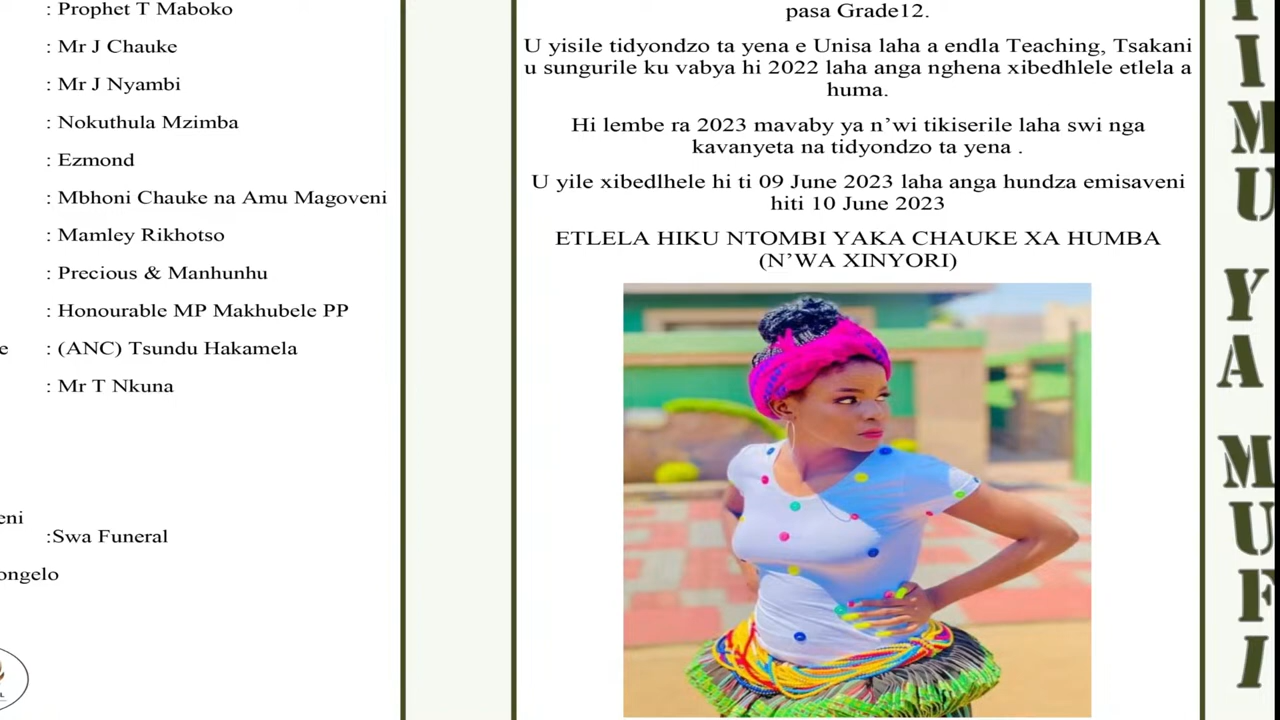 : Prophet T Maboko
: Mr J Chauke
: Mr J Nyambi
: Nokuthula Mzimba
: Ezmond
: Mbhoni Chauke na Amu Magoveni
: Mamley Rikhotso
: Precious & Manhunhu
: Honourable MP Makhubele PP
e : (ANC) Tsundu Hakamela
: Mr T Nkuna
eni
:Swa Funeral
ongelo
pasa Grade12.
U yisile tidyondzo ta yena e Unisa laha a endla Teaching, Tsakani
u sungurile ku vabya hi 2022 laha anga nghena xibedhlele etlela a
huma.
Hi lembe ra 2023 mavaby ya n’wi tikiserile laha swi nga
kavanyeta na tidyondzo ta yena .
U yile xibedlhele hi ti 09 June 2023 laha anga hundza emisaveni
hiti 10 June 2023
ETLELA HIKU NTOMBI YAKA CHAUKE XA HUMBA
(N’WA XINYORI)
TIMU YA MUFI